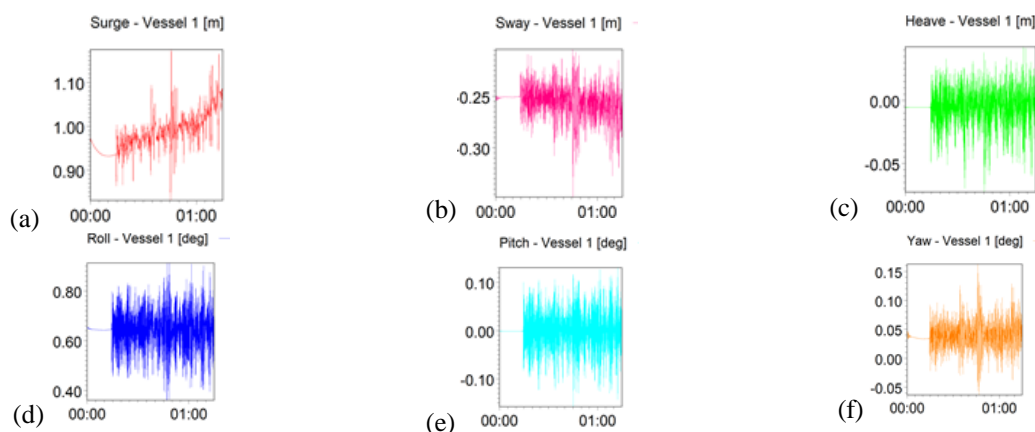 Surge - Vessel 1 [m]
1.10
1.00
0.90
00:00 01:00
(a)
Sway - Vessel 1 [m]
-0.25
-0.30
00:00 01:00
(b)
Heave - Vessel 1 [m]
0.00
-0.05
00:00 01:00
(c)
Roll - Vessel 1 [deg]
0.80
0.60
0.40
00:00 01:00
(d)
Pitch - Vessel 1 [deg]
0.10
0.00
-0.10
00:00 01:00
(e)
Yaw - Vessel 1 [deg]
0.15
0.10
0.05
0.00
-0.05
00:00 01:00
(f)